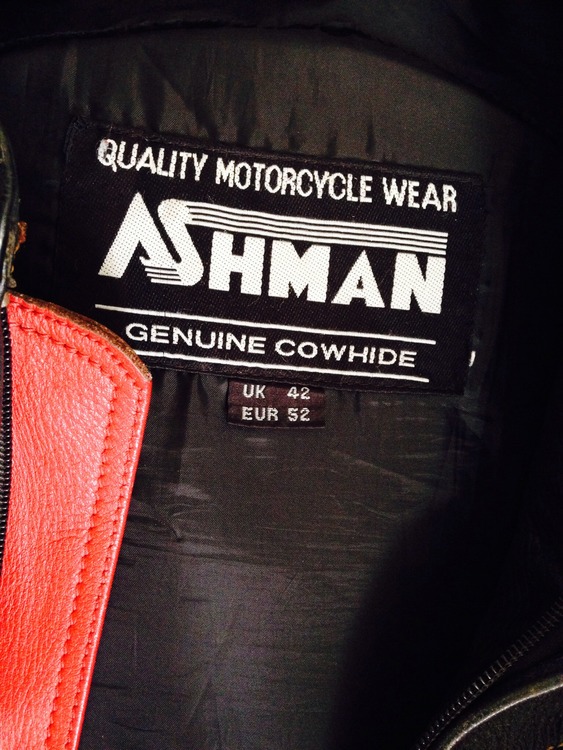 QUALITY MOTORCYCLE WEAR
ASHMAN
GENUINE COWHIDE
UK 42
EUR 52